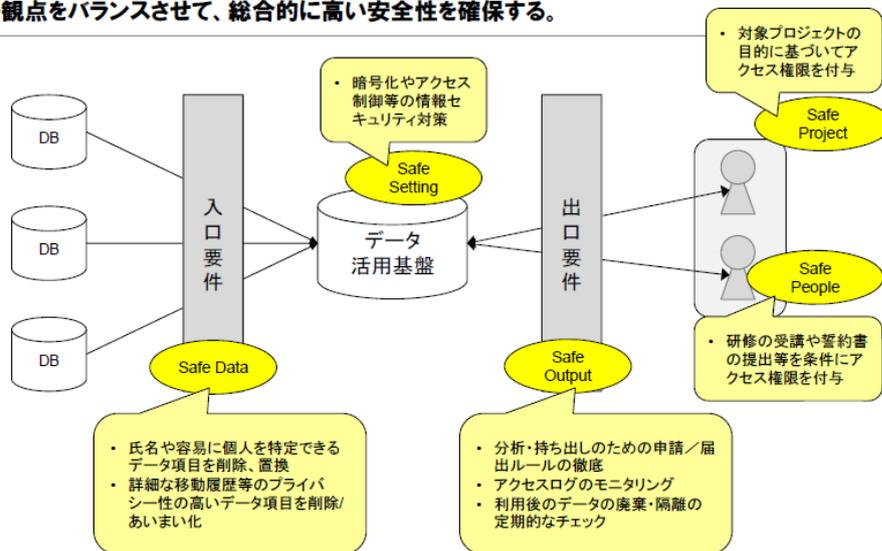 観点をバランスさせて、総合的に高い安全性を確保する。
・ 対象プロジェクトの
目的に基づいてア
クセス権限を付与
Safe
Project
・ 暗号化やアクセス
制御等の情報セ
キュリティ対策
Safe
Setting
DB
DB
DB
入口要件
データ
活用基盤
出口要件
Safe
People
・ 研修の受講や誓約書
の提出等を条件にア
クセス権限を付与
Safe Data
Safe
Output
・ 氏名や容易に個人を特定できる
データ項目を削除、置換
・ 詳細な移動履歴等のプライバ
シー性の高いデータ項目を削除/
あいまい化
・ 分析・持ち出しのための申請／届
出ルールの徹底
・ アクセスログのモニタリング
・ 利用後のデータの廃棄・隔離の
定期的なチェック